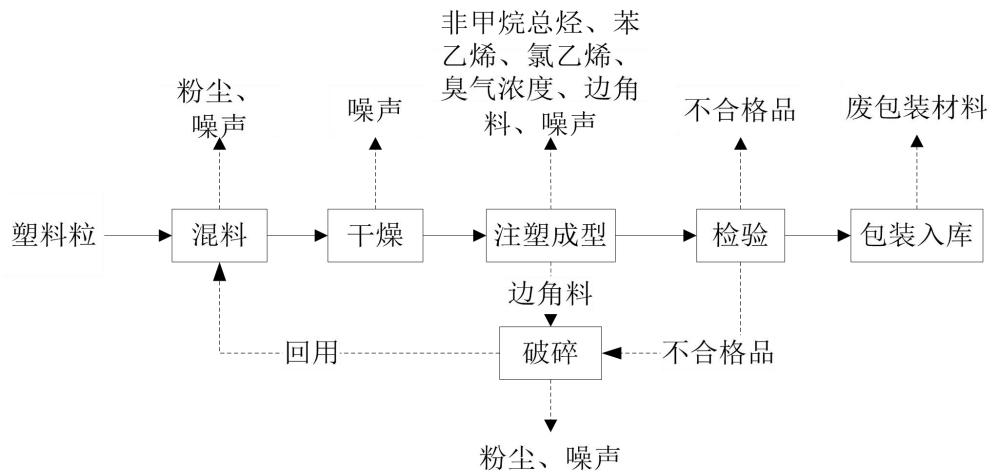 非甲烷总烃、苯
乙烯、氯乙烯、
臭气浓度、边角
料、噪声
粉尘、
噪声
噪声
不合格品
废包装材料
塑料粒
混料
干燥
注塑成型
检验
包装入库
边角料
回用
破碎
不合格品
粉尘、噪声